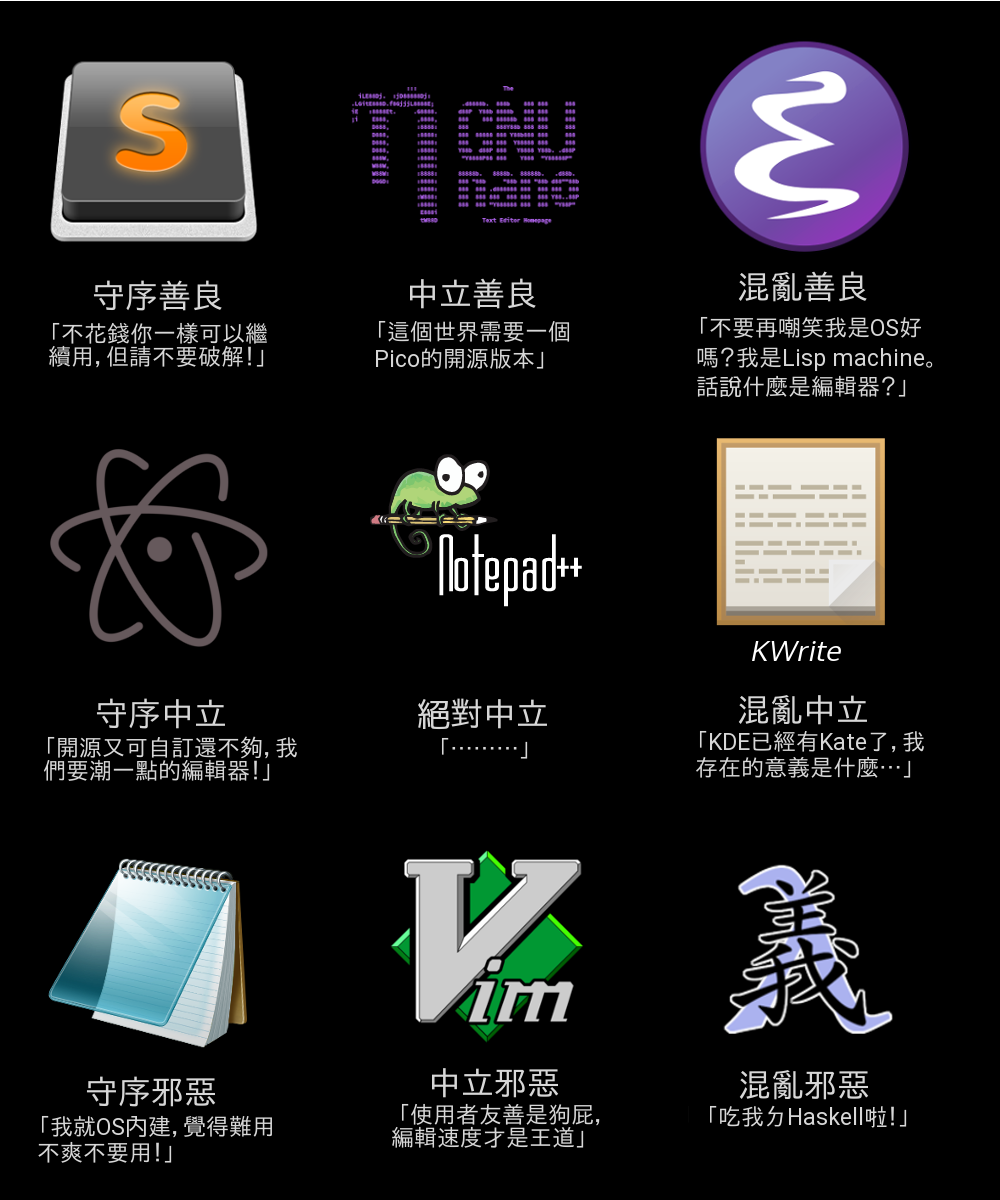 S
The
GNU
nano
Text Editor Homepage
守序善良
「不花錢你一樣可以繼
續用，但請不要破解！」
中立善良
「這個世界需要一個
Pico的開源版本」
混亂善良
「不要再嘲笑我是OS好
嗎？我是Lisp machine。
話說什麼是編輯器？」
Notepad++
KWrite
守序中立
「開源又可自訂還不夠，我
們要潮一點的編輯器！」
絕對中立
「………」
混亂中立
「KDE已經有Kate了，我
存在的意義是什麼…」
Vim
義
守序邪惡
「我就OS內建，覺得難用
不爽不要用！」
中立邪惡
「使用者友善是狗屁，
編輯速度才是王道」
混亂邪惡
「吃我ㄉHaskell啦！」